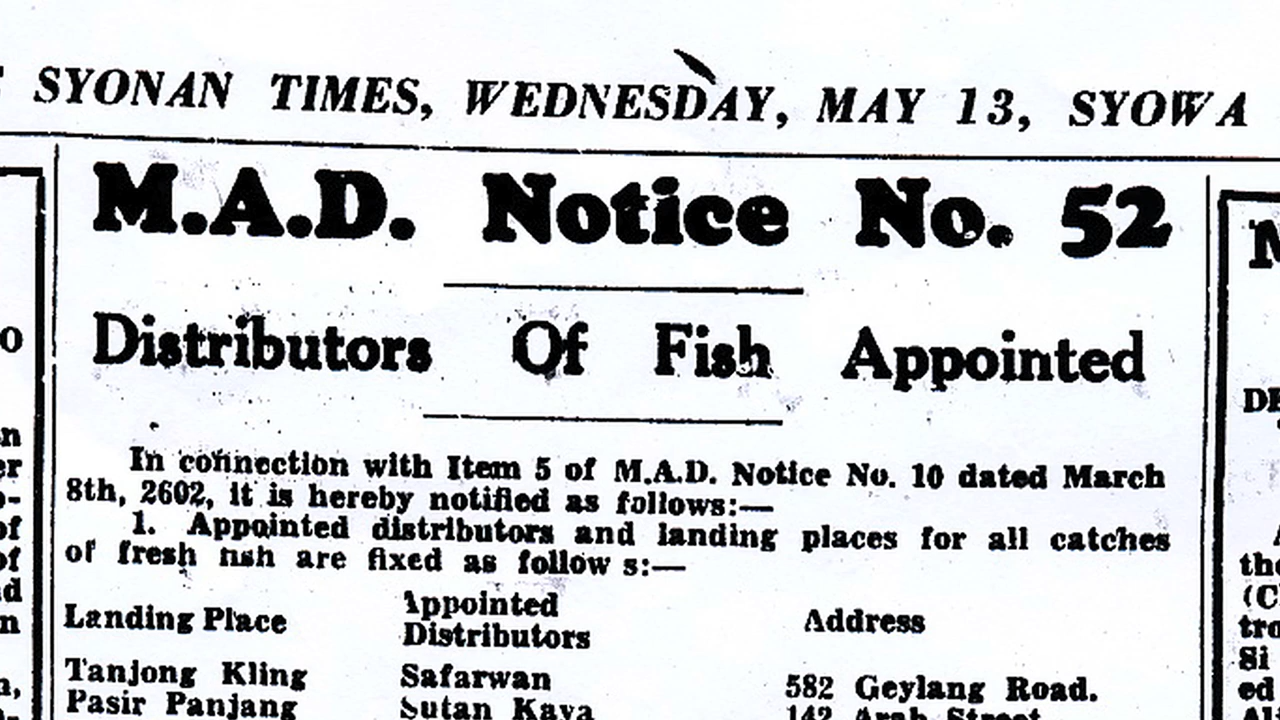 SYONAN TIMES, WEDNESDAY, MAY 13, SYOWA
M.A.D. Notice No. 52
Distributors Of Fish Appointed
In connection with Item 5 of M.A.D. Notice No. 10 dated March
8th, 2602, it is hereby notified as follows:—
1. Appointed distributors and landing places for all catches
of fresh fish are fixed as follow s:—
Landing Place Appointed Distributors Address
Tanjong Kling Safarwan 582 Geylang Road.
Pasir Panjang Sutan Kaya 142 Arab Street